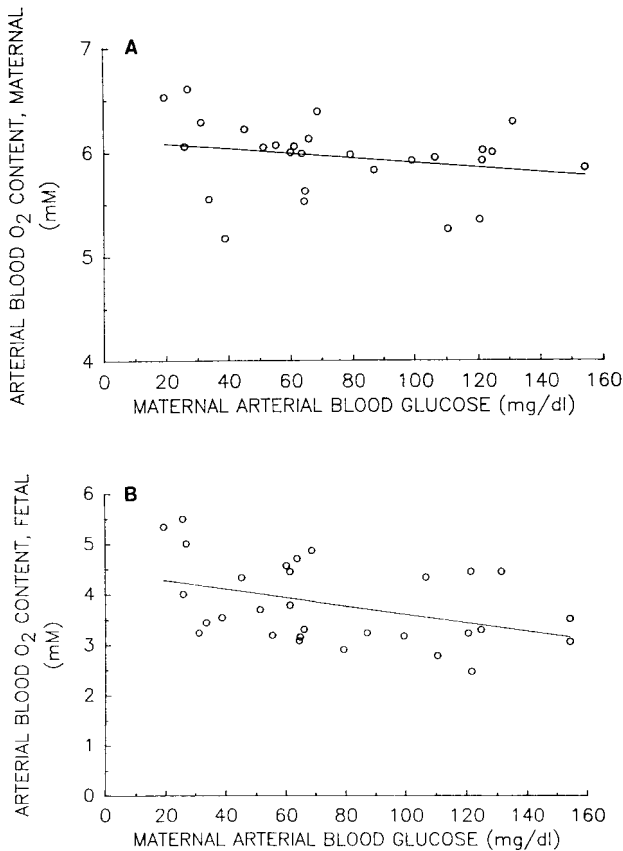 A
ARTERIAL BLOOD O2 CONTENT, MATERNAL
(mM)
7
6
5
4
0 20 40 60 80 100 120 140 160
MATERNAL ARTERIAL BLOOD GLUCOSE (mg/dl)
B
ARTERIAL BLOOD O2 CONTENT, FETAL
(mM)
6
5
4
3
2
1
0
0 20 40 60 80 100 120 140 160
MATERNAL ARTERIAL BLOOD GLUCOSE (mg/dl)